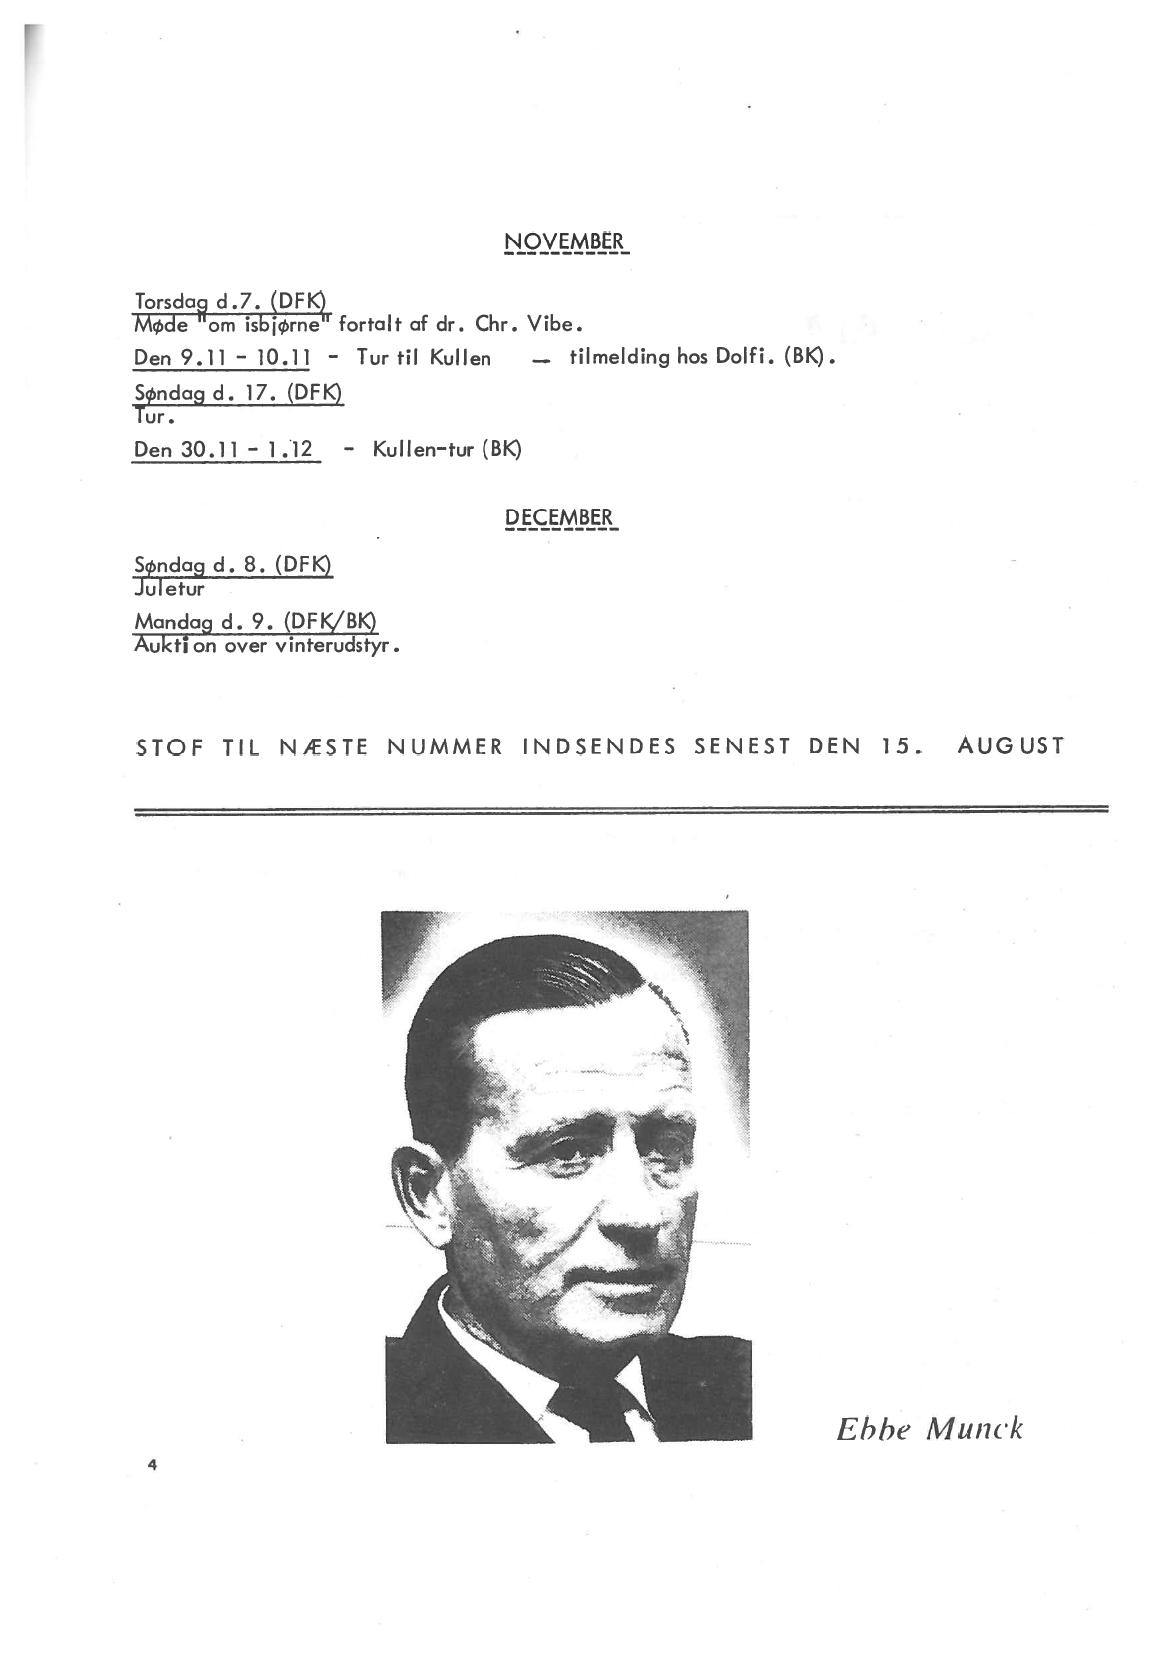 NOVEMBER
Torsdag d.7. (DFK)
Møde "om isbjørne" fortalt af dr. Chr. Vibe.
Den 9.11 - 10.11 - Tur til Kullen — tilmelding hos Dolfi. (BK).
Søndag d. 17. (DFK)
Tur.
Den 30.11 - 1.12 - Kullen-tur (BK)
DECEMBER
Søndag d. 8. (DFK)
Juletur
Mandag d. 9. (DFK/BK)
Auktion over vinterudstyr.
STOF TIL NÆSTE NUMMER INDSENDES SENEST DEN 15. AUGUST
Ebbe Munck
4